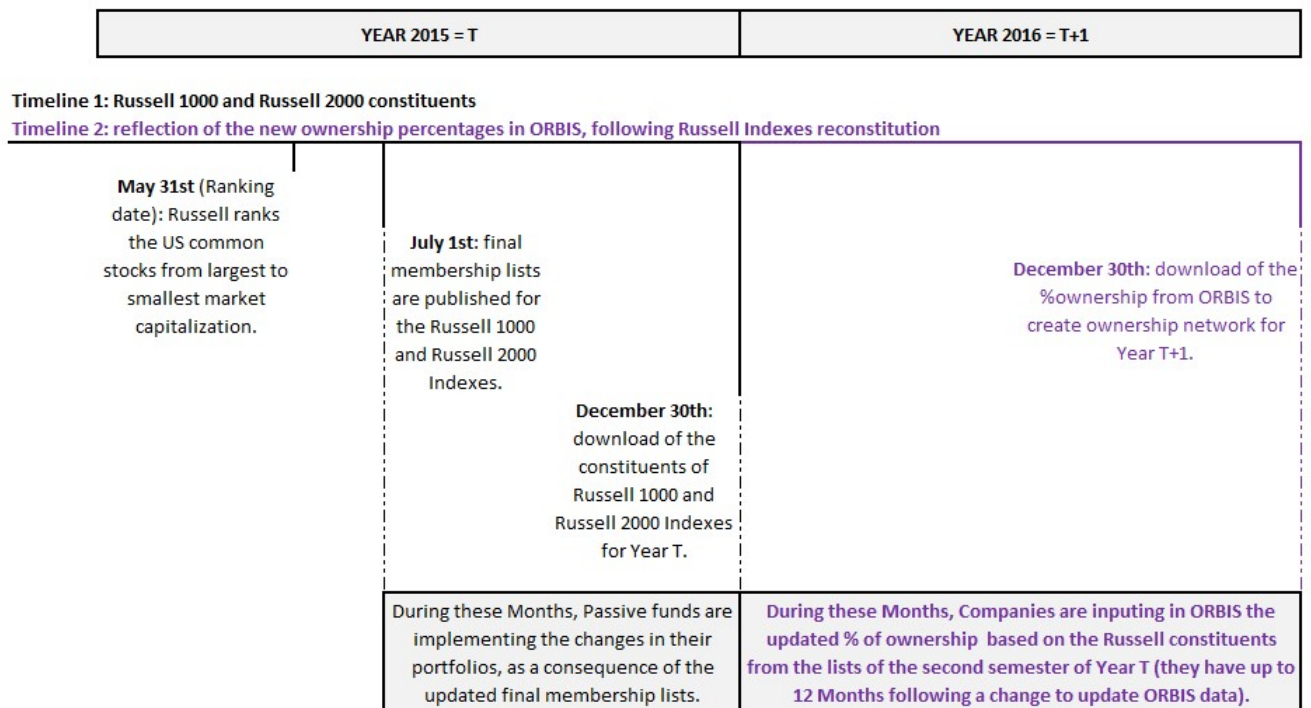 YEAR 2015 = T
YEAR 2016 = T+1
Timeline 1: Russell 1000 and Russell 2000 constituents
Timeline 2: reflection of the new ownership percentages in ORBIS, following Russell Indexes reconstitution
May 31st (Ranking
date): Russell ranks
the US common
stocks from largest to
smallest market
capitalization.
July 1st: final
membership lists
are published for
the Russell 1000
and Russell 2000
Indexes.
December 30th:
download of the
constituents of
Russell 1000 and
Russell 2000 Indexes
for Year T.
December 30th: download of the
%ownership from ORBIS to
create ownership network for
Year T+1.
During these Months, Passive funds are
implementing the changes in their
portfolios, as a consequence of the
updated final membership lists.
During these Months, Companies are inputing in ORBIS the
updated % of ownership based on the Russell constituents
from the lists of the second semester of Year T (they have up to
12 Months following a change to update ORBIS data).